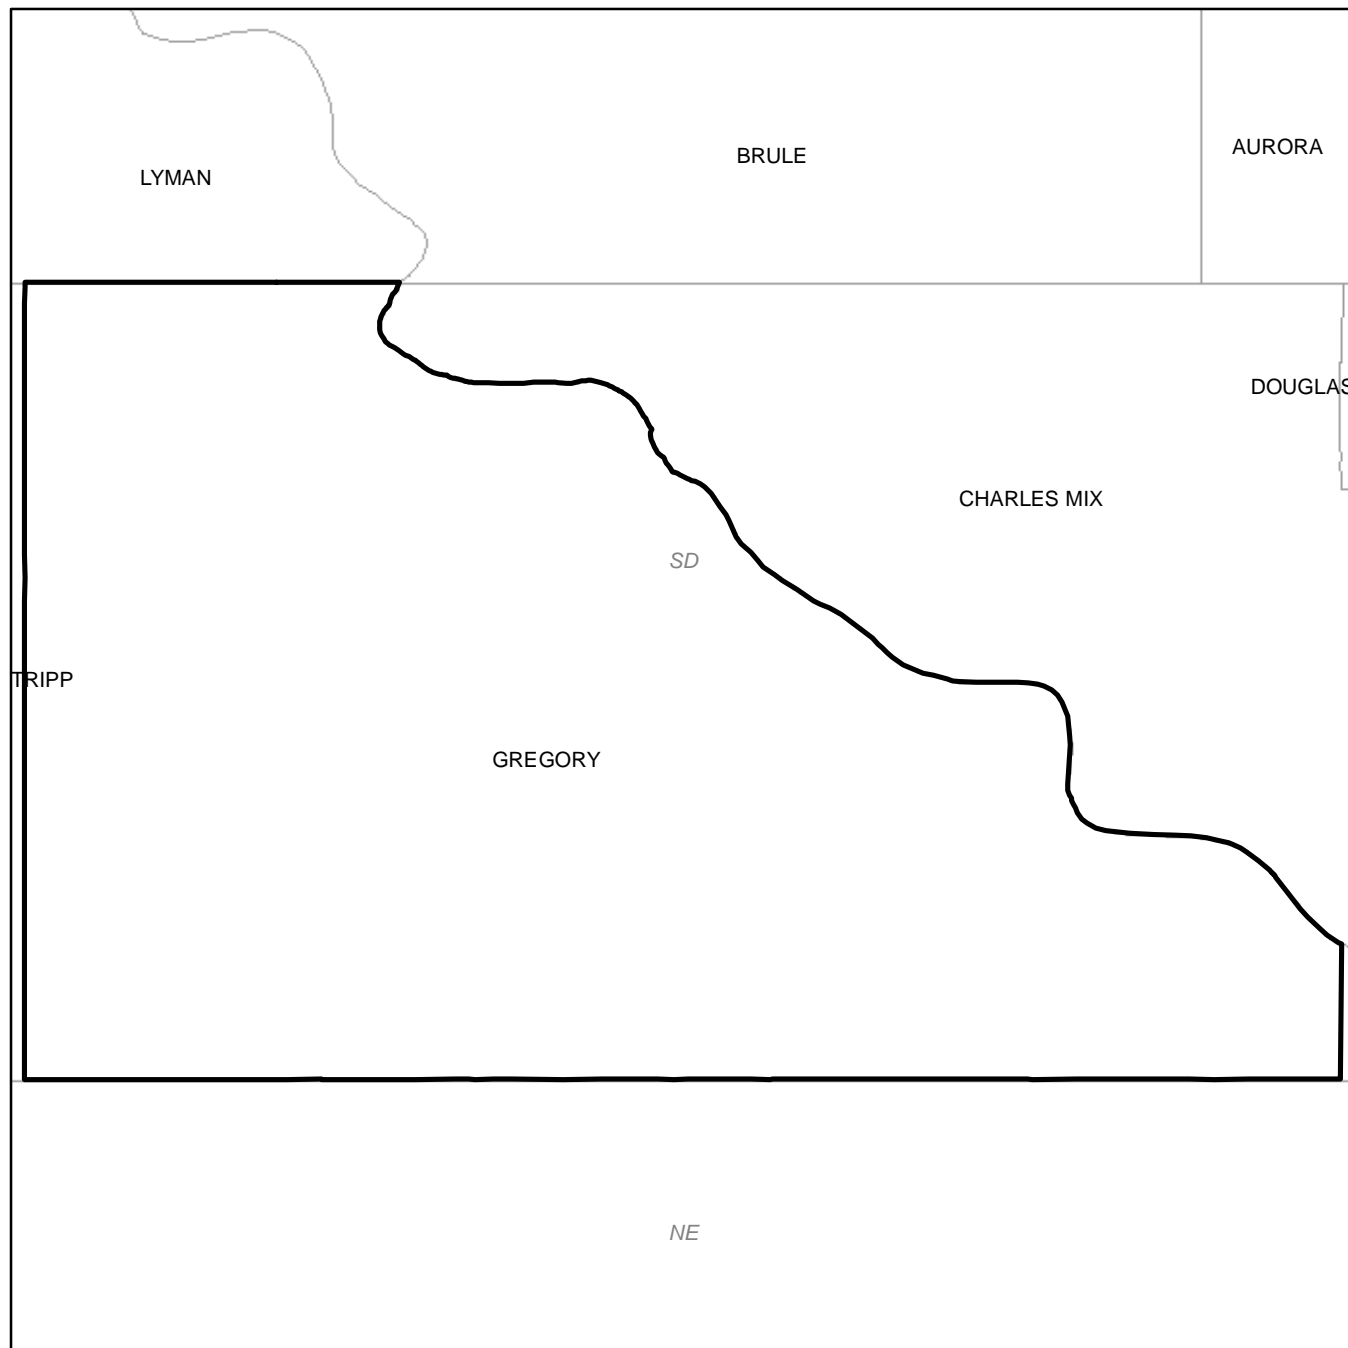 AURORA
BRULE
LYMAN
DOUGLAS
CHARLES MIX
SD
TRIPP
GREGORY
NE